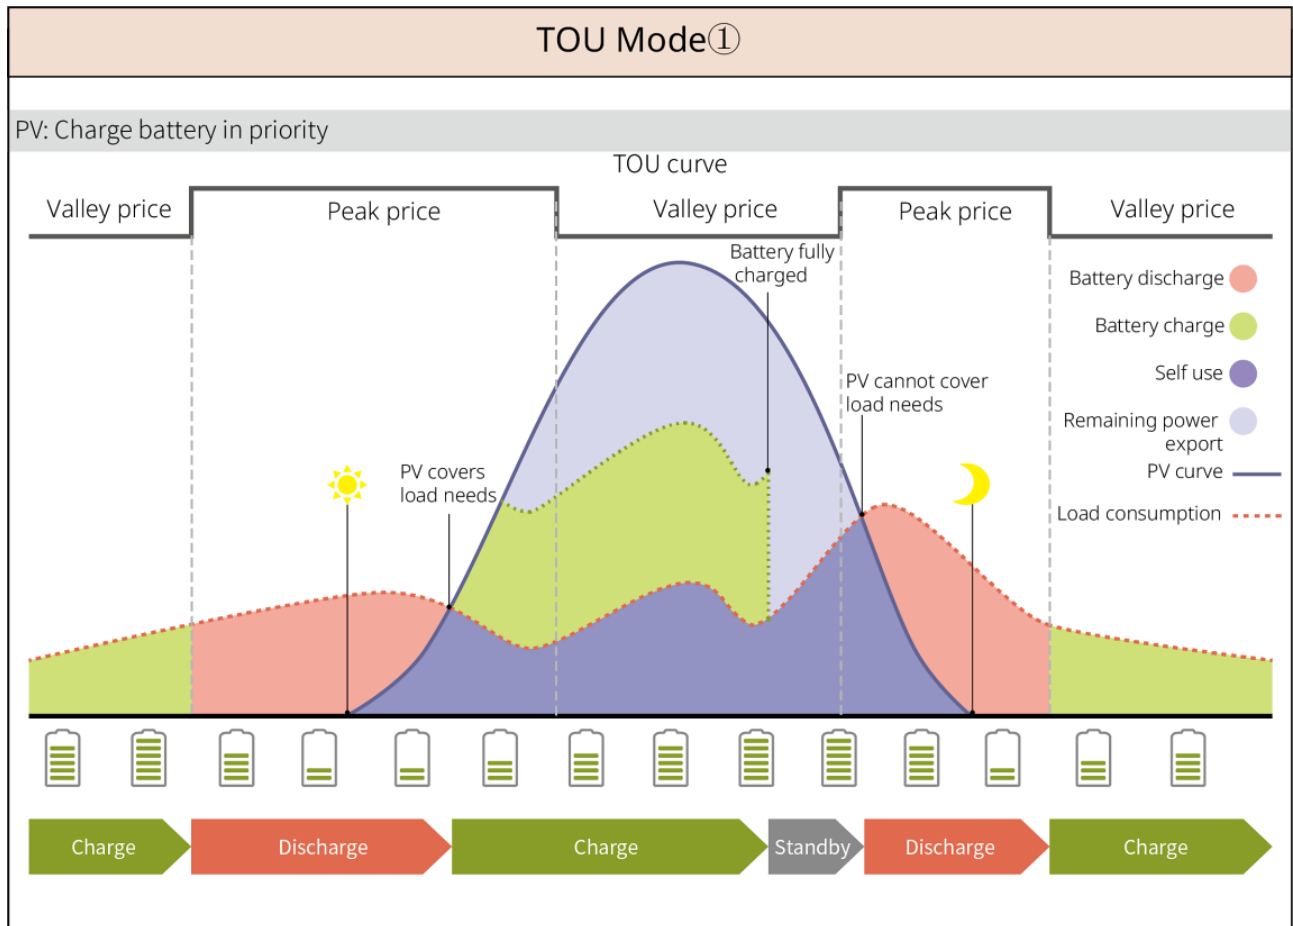 TOU Mode①
PV: Charge battery in priority
TOU curve
Valley price
Peak price
Valley price
Peak price
Valley price
Battery fully
charged
Battery discharge
Battery charge
Self use
Remaining power
export
PV curve
Load consumption
PV cannot cover
load needs
PV covers
load needs
Charge
Discharge
Charge
Standby
Discharge
Charge